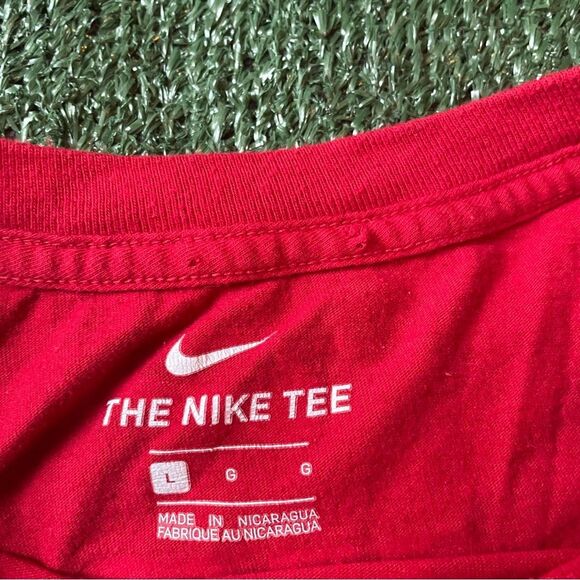 THE NIKE TEE
L G G
MADE IN NICARAGUA
FABRIQUE AU NICARAGUA